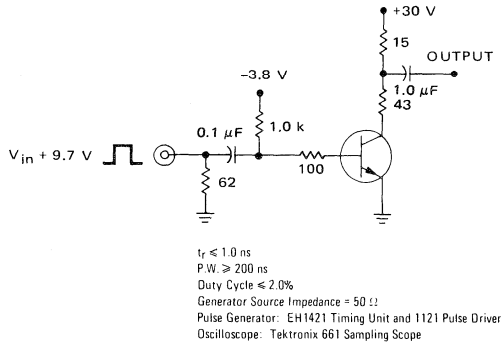 +30 V
15
OUTPUT
1.0 μF
43
−3.8 V
0.1 μF
1.0 k
Vin + 9.7 V
62
100
tr ≤ 1.0 ns
P.W. ≥ 200 ns
Duty Cycle ≤ 2.0%
Generator Source Impedance = 50 Ω
Pulse Generator: EH1421 Timing Unit and 1121 Pulse Driver
Oscilloscope: Tektronix 661 Sampling Scope